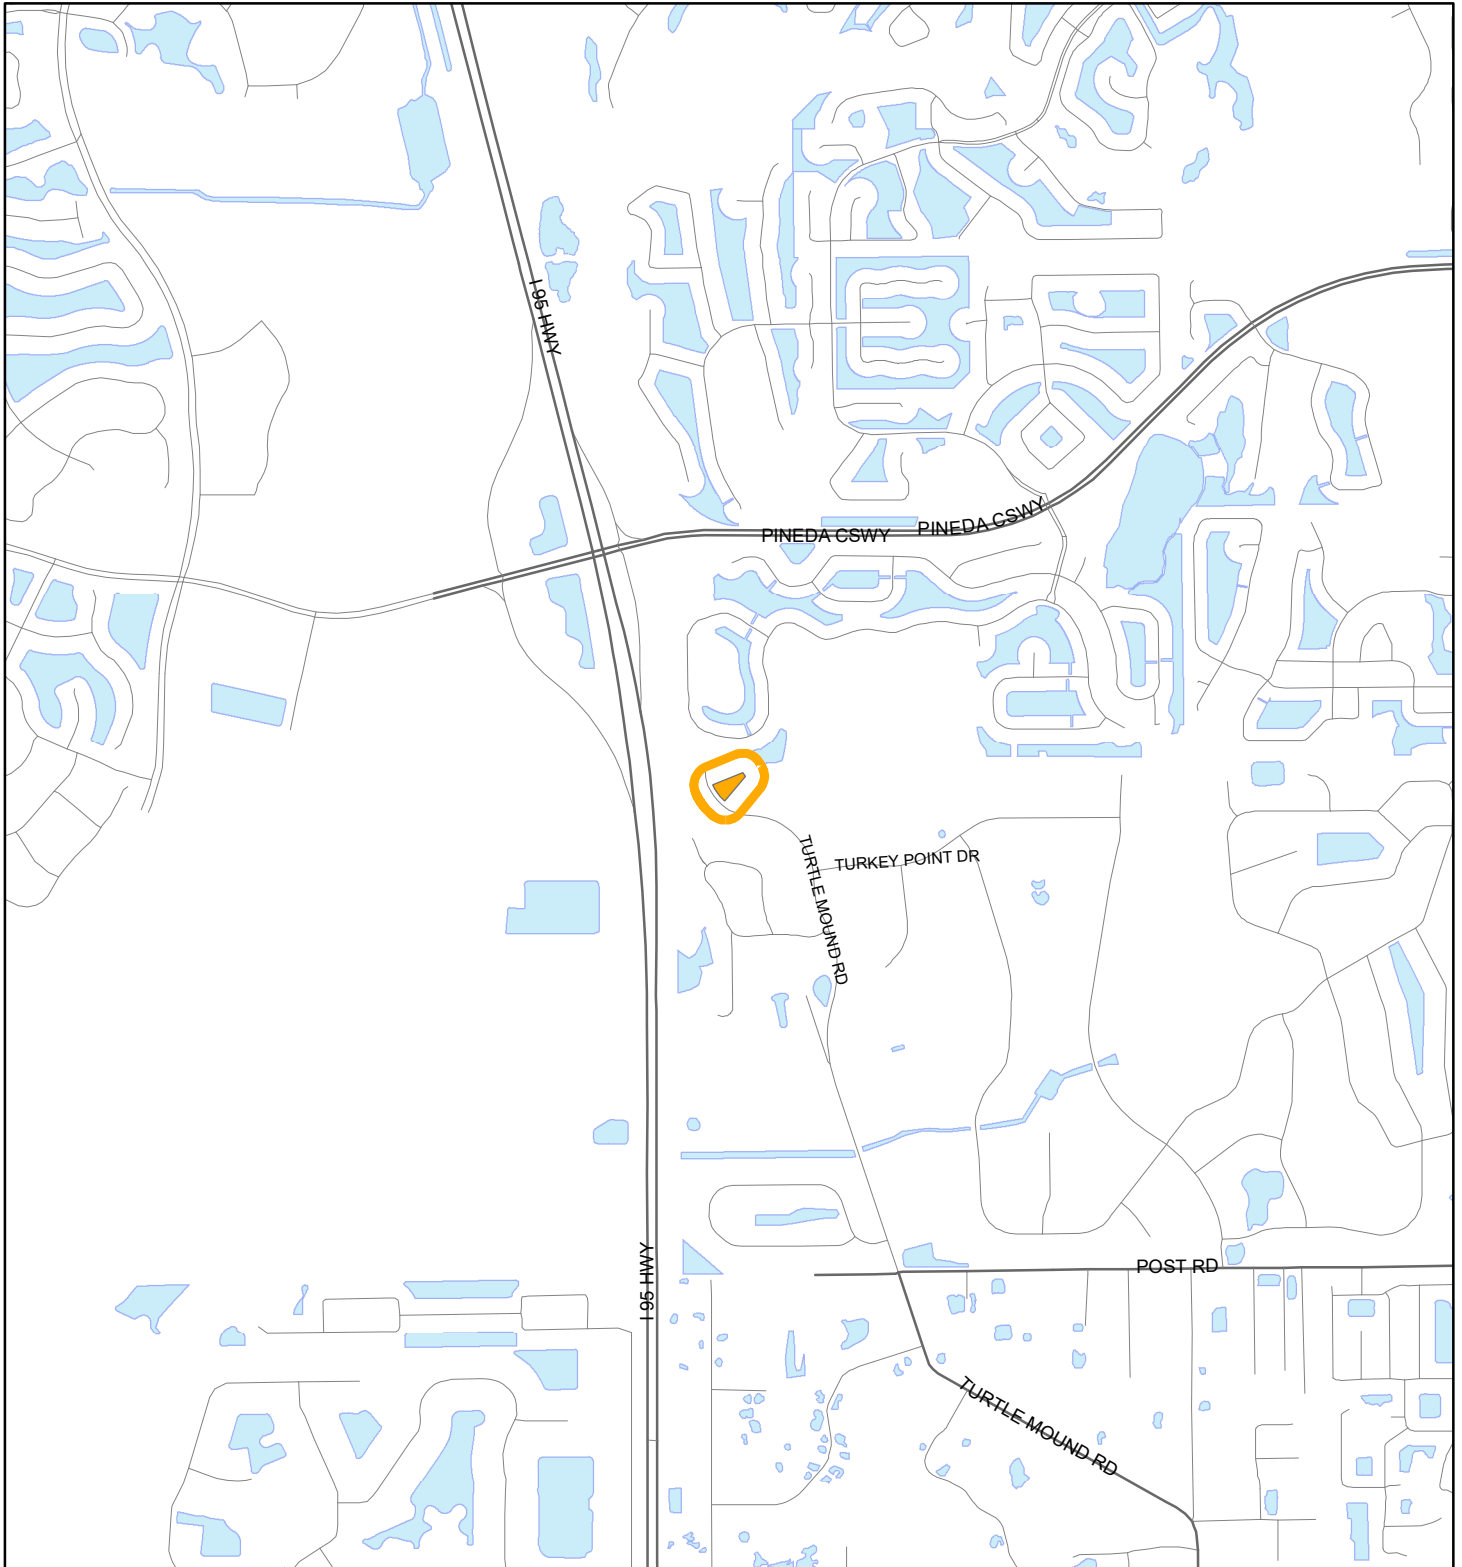 I 95 HWY
PINEDA CSWY
PINEDA CSWY
TURTLE MOUND RD
TURKEY POINT DR
I 95 HWY
POST RD
TURTLE MOUND RD